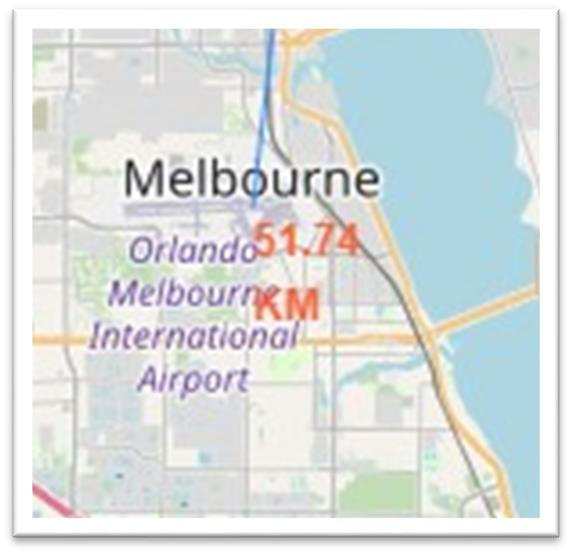 Melbourne
Orlando
Melbourne
International
Airport
51.74
KM